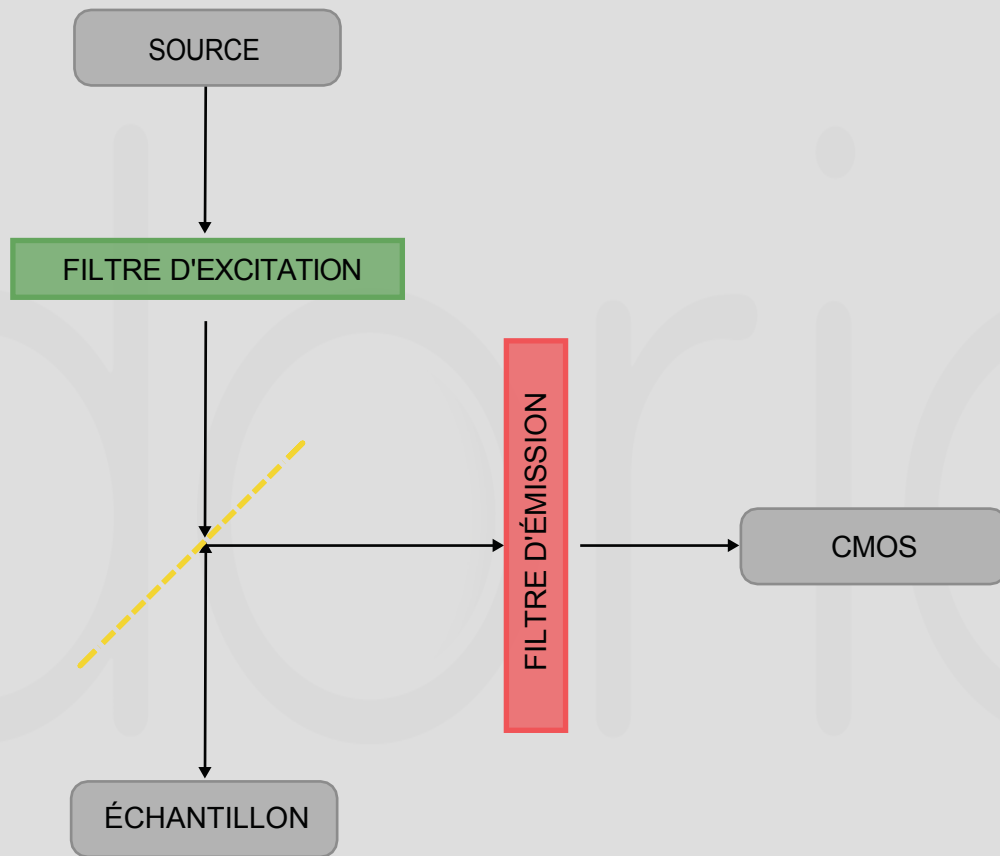 SOURCE
FILTRE D'EXCITATION
FILTRE D'ÉMISSION
CMOS
ÉCHANTILLON